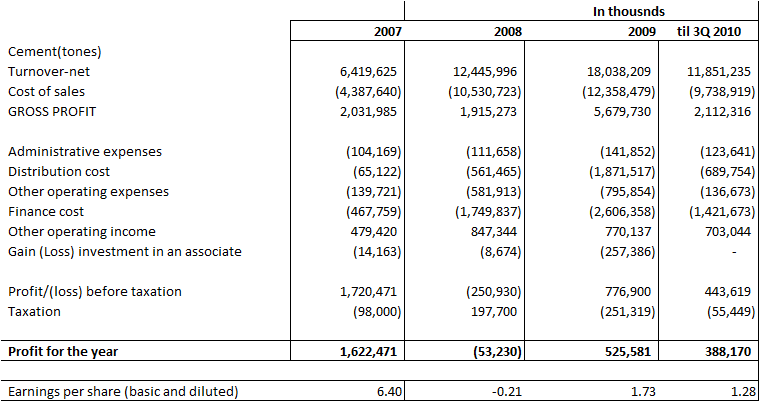 In thousnds
2007 2008 2009 til 3Q 2010
Cement(tones)
Turnover-net 6,419,625 12,445,996 18,038,209 11,851,235
Cost of sales (4,387,640) (10,530,723) (12,358,479) (9,738,919)
GROSS PROFIT 2,031,985 1,915,273 5,679,730 2,112,316
Administrative expenses (104,169) (111,658) (141,852) (123,641)
Distribution cost (65,122) (561,465) (1,871,517) (689,754)
Other operating expenses (139,721) (581,913) (795,854) (136,673)
Finance cost (467,759) (1,749,837) (2,606,358) (1,421,673)
Other operating income 479,420 847,344 770,137 703,044
Gain (Loss) investment in an associate (14,163) (8,674) (257,386) -
Profit/(loss) before taxation 1,720,471 (250,930) 776,900 443,619
Taxation (98,000) 197,700 (251,319) (55,449)
Profit for the year 1,622,471 (53,230) 525,581 388,170
Earnings per share (basic and diluted) 6.40 -0.21 1.73 1.28